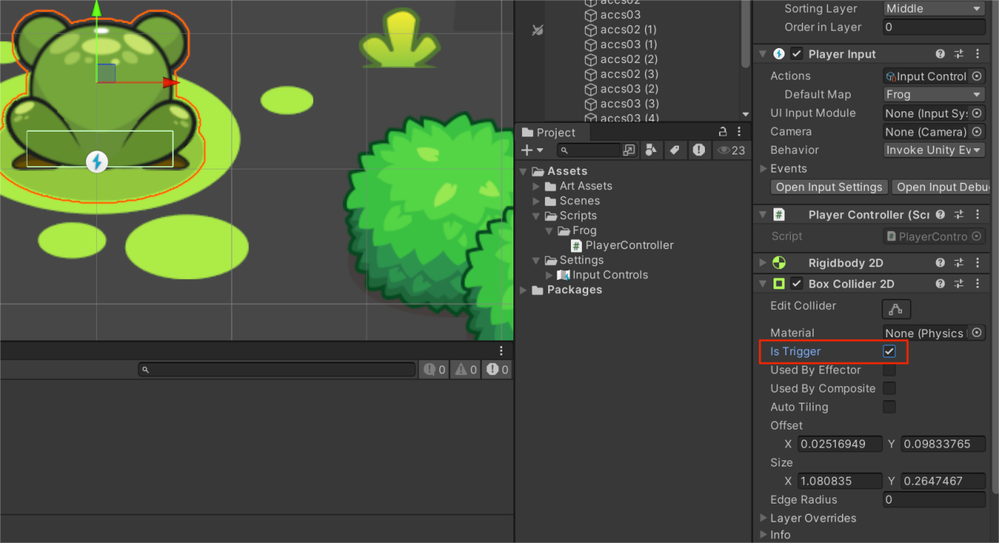 accs02
accs03
accs02 (1)
accs03 (1)
accs02 (2)
accs02 (3)
accs03 (2)
accs03 (3)
accs03 (4)
Project
23
Assets
Art Assets
Scenes
Scripts
Frog
PlayerController
Settings
Input Controls
Packages
0 0 0
Sorting Layer Middle
Order in Layer 0
Player Input
Actions Input Control
Default Map Frog
UI Input Module None (Input Sys
Camera None (Camera)
Behavior Invoke Unity Ev
Events
Open Input Settings Open Input Debu
Player Controller (Scr
Script PlayerContro
Rigidbody 2D
Box Collider 2D
Edit Collider
Material None (Physics
Is Trigger
Used By Effector
Used By Composite
Auto Tiling
Offset
X 0.02516949 Y 0.09833765
Size
X 1.080835 Y 0.2647467
Edge Radius 0
Layer Overrides
Info